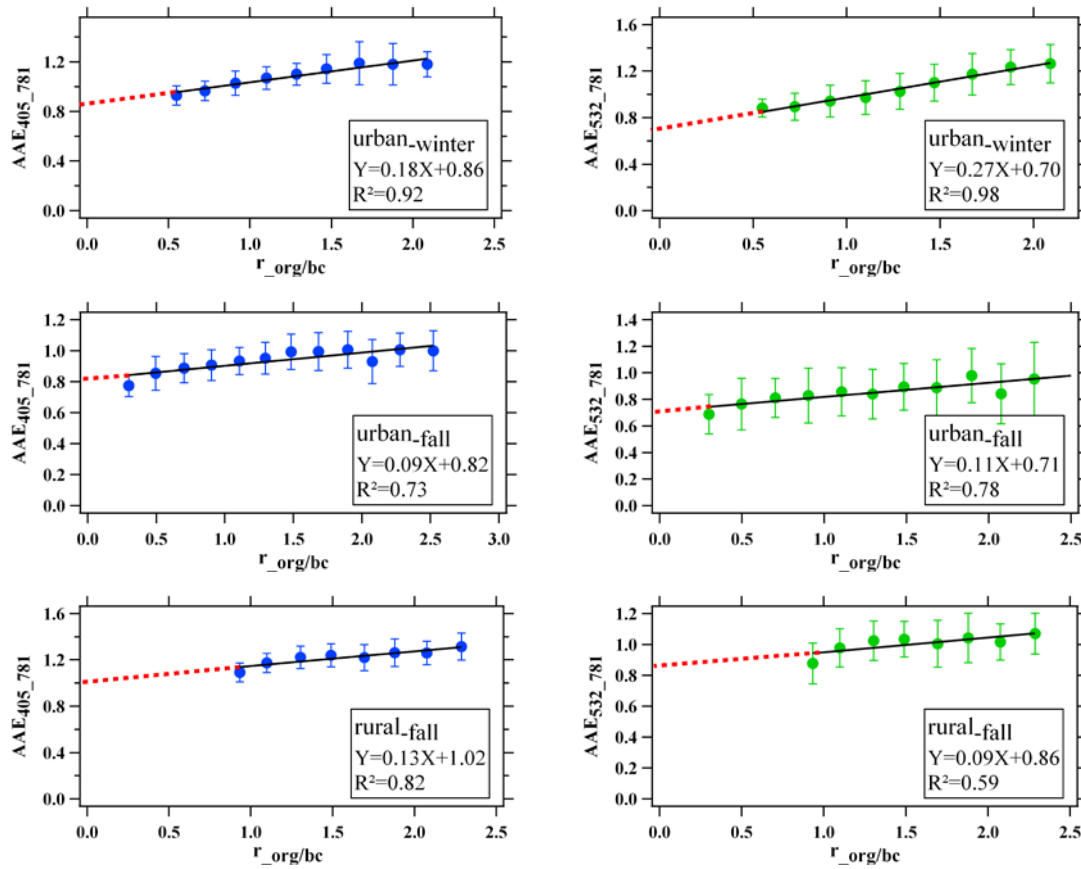 AAE405_781
1.2
0.8
0.4
0.0
urban-winter
Y=0.18X+0.86
R²=0.92
0.0 0.5 1.0 1.5 2.0 2.5
r_org/bc
AAE532_781
1.6
1.2
0.8
0.4
0.0
urban-winter
Y=0.27X+0.70
R²=0.98
0.0 0.5 1.0 1.5 2.0
r_org/bc
AAE405_781
1.2
1.0
0.8
0.6
0.4
0.2
0.0
urban-fall
Y=0.09X+0.82
R²=0.73
0.0 0.5 1.0 1.5 2.0 2.5 3.0
r_org/bc
AAE532_781
1.4
1.2
1.0
0.8
0.6
0.4
0.2
0.0
urban-fall
Y=0.11X+0.71
R²=0.78
0.0 0.5 1.0 1.5 2.0 2.5
r_org/bc
AAE405_781
1.6
1.2
0.8
0.4
0.0
rural-fall
Y=0.13X+1.02
R²=0.82
0.0 0.5 1.0 1.5 2.0 2.5
r_org/bc
AAE532_781
1.2
1.0
0.8
0.6
0.4
0.2
0.0
rural-fall
Y=0.09X+0.86
R²=0.59
0.0 0.5 1.0 1.5 2.0 2.5
r_org/bc